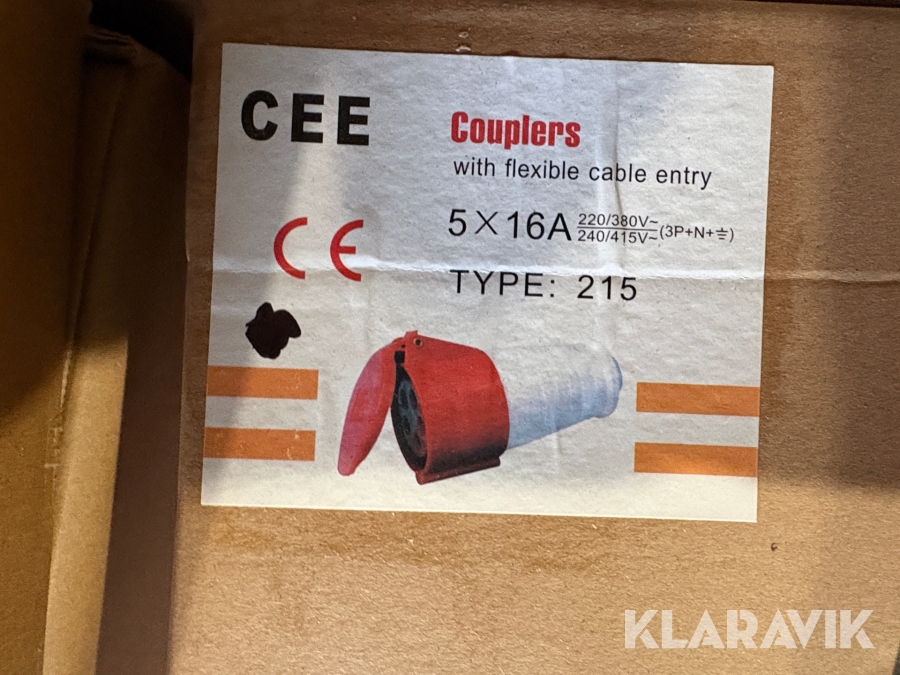 CEE
Couplers
with flexible cable entry
5×16A 220/380V~ 240/415V~ (3P+N+⏚)
CE
TYPE: 215
KLARAVIK